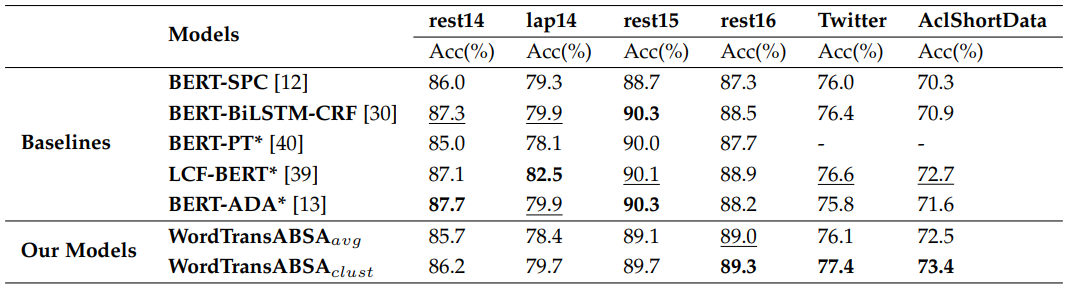 Models rest14 lap14 rest15 rest16 Twitter AclShortData
Acc(%) Acc(%) Acc(%) Acc(%) Acc(%) Acc(%)
Baselines
BERT-SPC [12] 86.0 79.3 88.7 87.3 76.0 70.3
BERT-BiLSTM-CRF [30] 87.3 79.9 90.3 88.5 76.4 70.9
BERT-PT* [40] 85.0 78.1 90.0 87.7 - -
LCF-BERT* [39] 87.1 82.5 90.1 88.9 76.6 72.7
BERT-ADA* [13] 87.7 79.9 90.3 88.2 75.8 71.6
Our Models
WordTransABSAavg 85.7 78.4 89.1 89.0 76.1 72.5
WordTransABSAclust 86.2 79.7 89.7 89.3 77.4 73.4